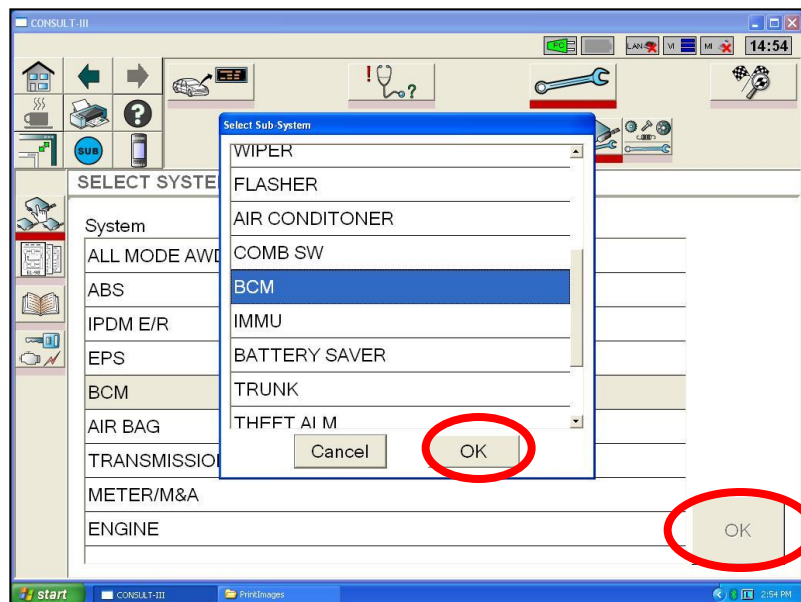 CONSULT-III
LAN VI MI 14:54
SUB
Select Sub-System
WIPER
FLASHER
AIR CONDITONER
COMB SW
BCM
IMMU
BATTERY SAVER
TRUNK
THEFT ALM
Cancel OK
SELECT SYSTE
System
ALL MODE AWD
ABS
IPDM E/R
EPS
BCM
AIR BAG
TRANSMISSIO
METER/M&A
ENGINE
OK
start CONSULT-III PrintImages 2:54 PM